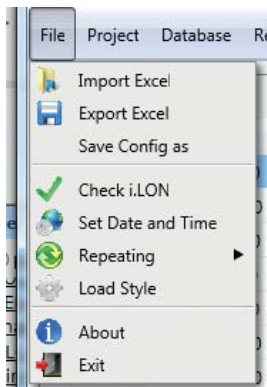 File Project Database
Import Excel
Export Excel
Save Config as
Check i.LON
Set Date and Time
Repeating
Load Style
About
Exit